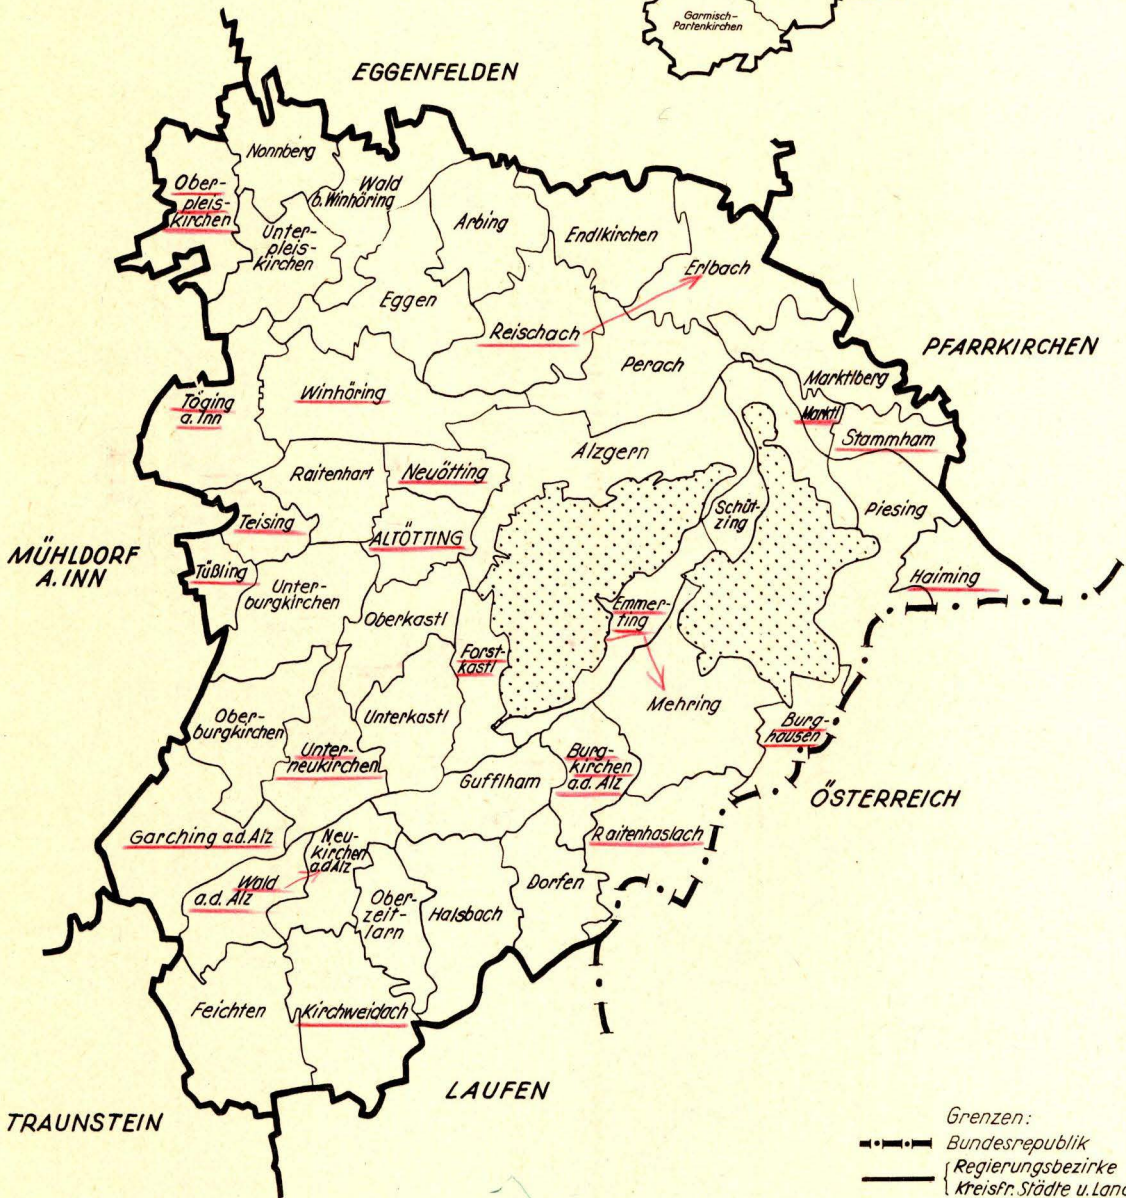 Garmisch-
Partenkirchen
EGGENFELDEN
Nonnberg
Ober-
pleis-
kirchen
Wald
b. Winhöring
Unter-
pleis-
kirchen
Arbing
Endlkirchen
Erlbach
Eggen
Reischach
Perach
PFARRKIRCHEN
Marktlberg
Marktl
Stammham
Töging
a. Inn
Winhöring
Alzgern
Raitenhart
Neuötting
Schüt-
zing
Piesing
Teising
ALTÖTTING
MÜHLDORF
A. INN
Tüßling
Unter-
burgkirchen
Haiming
Oberkastl
Emmer-
ting
Forst-
kastl
Mehring
Ober-
burgkirchen
Unterkastl
Burg-
hausen
Unter-
neukirchen
Burg-
kirchen
a.d. Alz
Gufflham
ÖSTERREICH
Garching a.d. Alz
Neu-
kirchen
a.d Alz
Raitenhaslach
Wald
a.d. Alz
Ober-
zeit-
larn
Halsbach
Dorfen
Feichten
Kirchweidach
LAUFEN
TRAUNSTEIN
Grenzen:
Bundesrepublik
Regierungsbezirke
Kreisfr. Städte u.